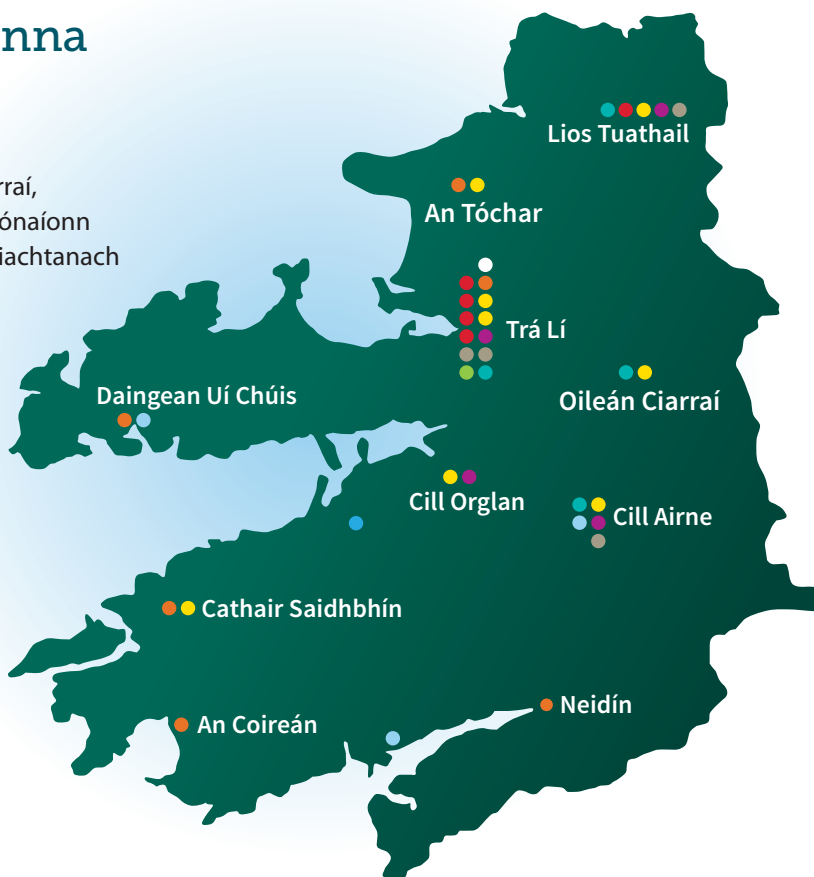 nna
rraí,
ónaíonn
iachtanach
Lios Tuathail
An Tóchar
Trá Lí
Daingean Uí Chúis
Oileán Ciarraí
Cill Orglan
Cill Airne
Cathair Saidhbhín
Neidín
An Coireán